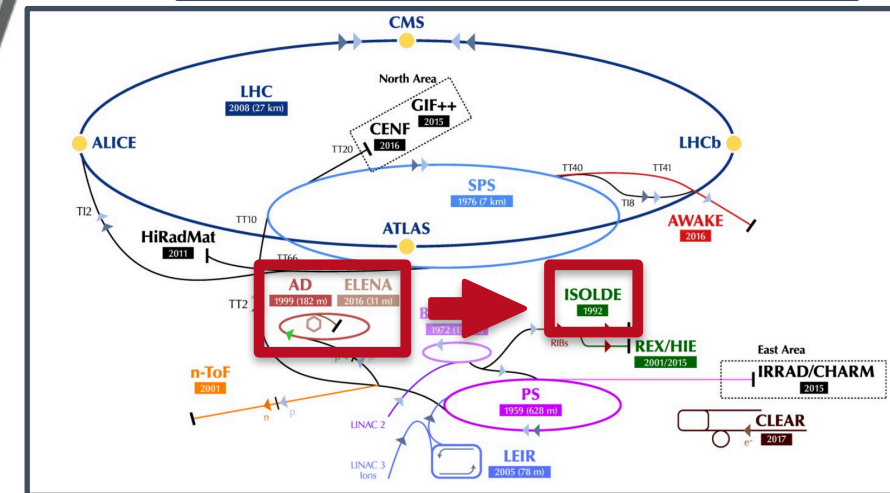 CMS
North Area
LHC
2008 (27 km)
GIF++
2015
CENF
2016
TT20
ALICE
LHCb
TT40
TT41
SPS
1976 (7 km)
TI8
TI2
TT10
AWAKE
2016
ATLAS
HiRadMat
2011
TT66
AD
1999 (182 m)
ELENA
2016 (31 m)
TT2
ISOLDE
1992
B
1972 (15
RIBs
REX/HIE
2001/2015
East Area
n-ToF
2001
IRRAD/CHARM
2015
p
n
p
PS
1959 (628 m)
LINAC 2
CLEAR
2017
e-
LINAC 3
Ions
LEIR
2005 (78 m)